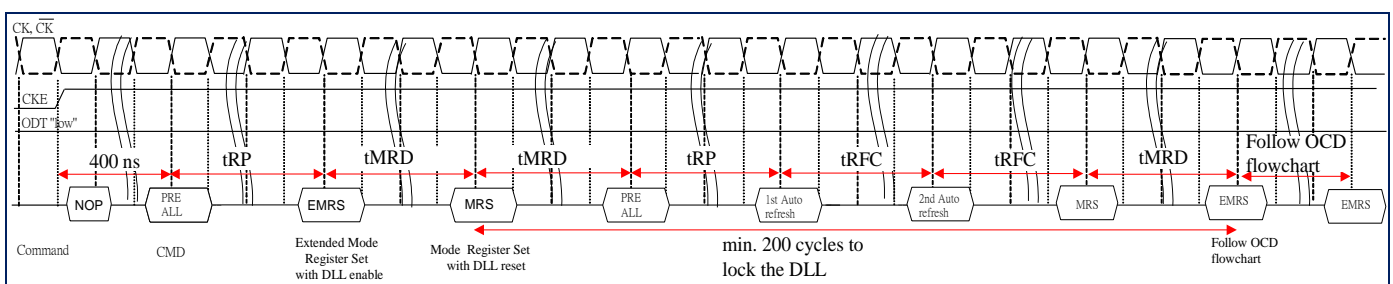 CK, CK
CKE
ODT "low"
400 ns
tRP
tMRD
tMRD
tRP
tRFC
tRFC
tMRD
Follow OCD
flowchart
NOP
PRE
ALL
EMRS
MRS
PRE
ALL
1st Auto
refresh
2nd Auto
refresh
MRS
EMRS
EMRS
Command
CMD
Extended Mode
Register Set
with DLL enable
Mode Register Set
with DLL reset
min. 200 cycles to
lock the DLL
Follow OCD
flowchart